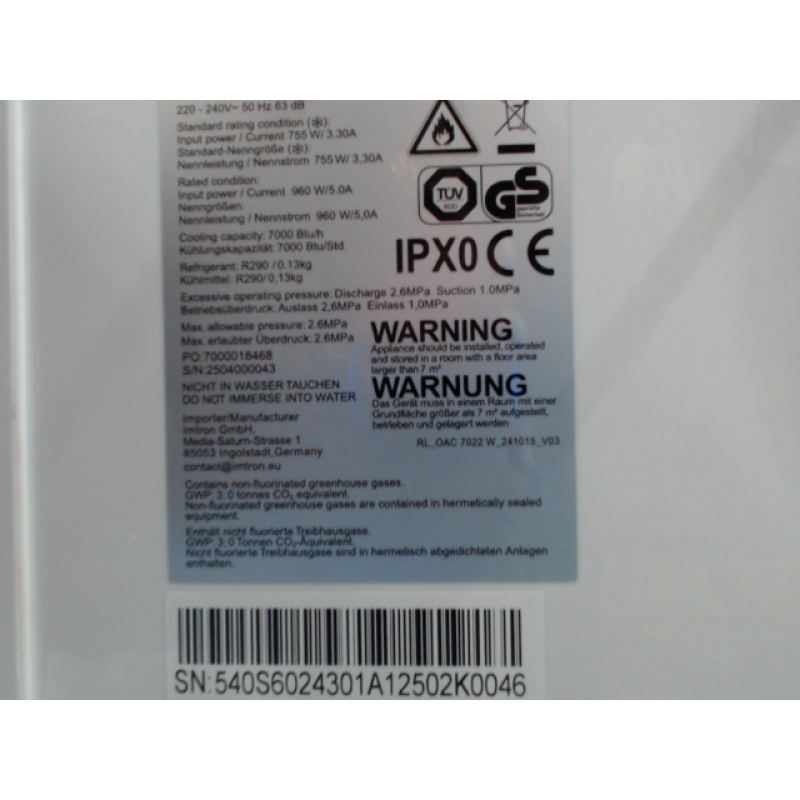 220 - 240V~ 50 Hz 63 dB
Standard rating condition (❄):
Input power / Current 755 W/ 3.30A
Standard-Nenngröße (❄):
Nennleistung / Nennstrom 755 W/ 3,30A
Rated condition:
Input power / Current 960 W/5.0A
Nenngrößen:
Nennleistung / Nennstrom 960 W/5,0A
Cooling capacity: 7000 Btu/h
Kühlungskapazität: 7000 Btu/Std.
Refrigerant: R290 / 0.13kg
Kühlmittel: R290/ 0,13kg
TÜV
GS
geprüfte
Sicherheit
IPX0 CE
Excessive operating pressure: Discharge 2.6MPa Suction 1.0MPa
Betriebsüberdruck: Auslass 2,6MPa Einlass 1,0MPa
Max. allowable pressure: 2.6MPa
Max. erlaubter Überdruck: 2.6MPa
PO:7000018468
S/N:2504000043
NICHT IN WASSER TAUCHEN
DO NOT IMMERSE INTO WATER
Importer/Manufacturer
Imtron GmbH,
Media-Saturn-Strasse 1
85053 Ingolstadt,Germany
contact@imtron.eu
WARNING
Appliance should be installed, operated
and stored in a room with a floor area
larger than 7 m²
WARNUNG
Das Gerät muss in einem Raum mit einer
Grundfläche größer als 7 m² aufgestellt,
betrieben und gelagert werden
RL_OAC 7022 W_241015_V03
Contains non-fluorinated greenhouse gases.
GWP: 3; 0 tonnes CO₂ equivalent.
Non-fluorinated greenhouse gases are contained in hermetically sealed
equipment.
Enthält nicht fluorierte Treibhausgase.
GWP: 3; 0 Tonnen CO₂-Äquivalent.
Nicht fluorierte Treibhausgase sind in hermetisch abgedichteten Anlagen
enthalten.
SN:540S6024301A12502K0046